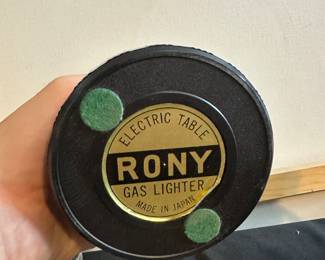 ELECTRIC TABLE
RONY
GAS LIGHTER
MADE IN JAPAN